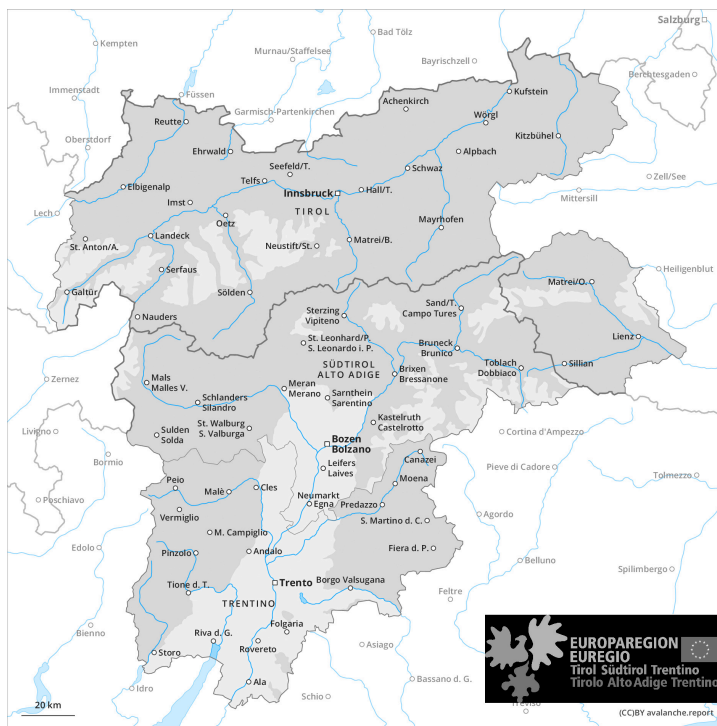 Salzburg
Kempten
Bad Tölz
Murnau/Staffelsee
Bayrischzell
Berchtesgaden
Immenstadt
Füssen
Achenkirch
Kufstein
Garmisch-Partenkirchen
Reutte
Wörgl
Oberstdorf
Ehrwald
Kitzbühel
Alpbach
Seefeld/T.
Schwaz
Zell/See
Elbigenalp
Telfs
Innsbruck
Hall/T.
Mittersill
Imst
TIROL
Lech
Oetz
Mayrhofen
St. Anton/A.
Landeck
Neustift/St.
Matrei/B.
Serfaus
Heiligenblut
Galtür
Sölden
Matrei/O.
Nauders
Sterzing
Vipiteno
Sand/T.
Campo Tures
Lienz
St. Leonhard/P.
S. Leonardo i. P.
Bruneck
Brunico
SÜDTIROL
ALTO ADIGE
Toblach
Dobbiaco
Sillian
Zernez
Mals
Malles V.
Meran
Merano
Brixen
Bressanone
Schlanders
Silandro
Sarnthein
Sarentino
Livigno
Sulden
Solda
St. Walburg
S. Valburga
Kastelruth
Castelrotto
Cortina d'Ampezzo
Bozen
Bolzano
Bormio
Canazei
Pieve di Cadore
Leifers
Laives
Tolmezzo
Poschiavo
Peio
Malè
Cles
Moena
Neumarkt
Egna
Predazzo
Vermiglio
Agordo
S. Martino d. C.
M. Campiglio
Edolo
Pinzolo
Andalo
Fiera d. P.
Belluno
Spilimbergo
Tione d. T.
Trento
Borgo Valsugana
Feltre
TRENTINO
Bienno
Riva d. G.
Folgaria
Rovereto
Asiago
Storo
Idro
Ala
Schio
Bassano d. G.
EUROPAREGION
EUREGIO
Tirol Südtirol Trentino
Tirolo Alto Adige Trentino
Treviso
20 km
(CC)BY avalanche.report